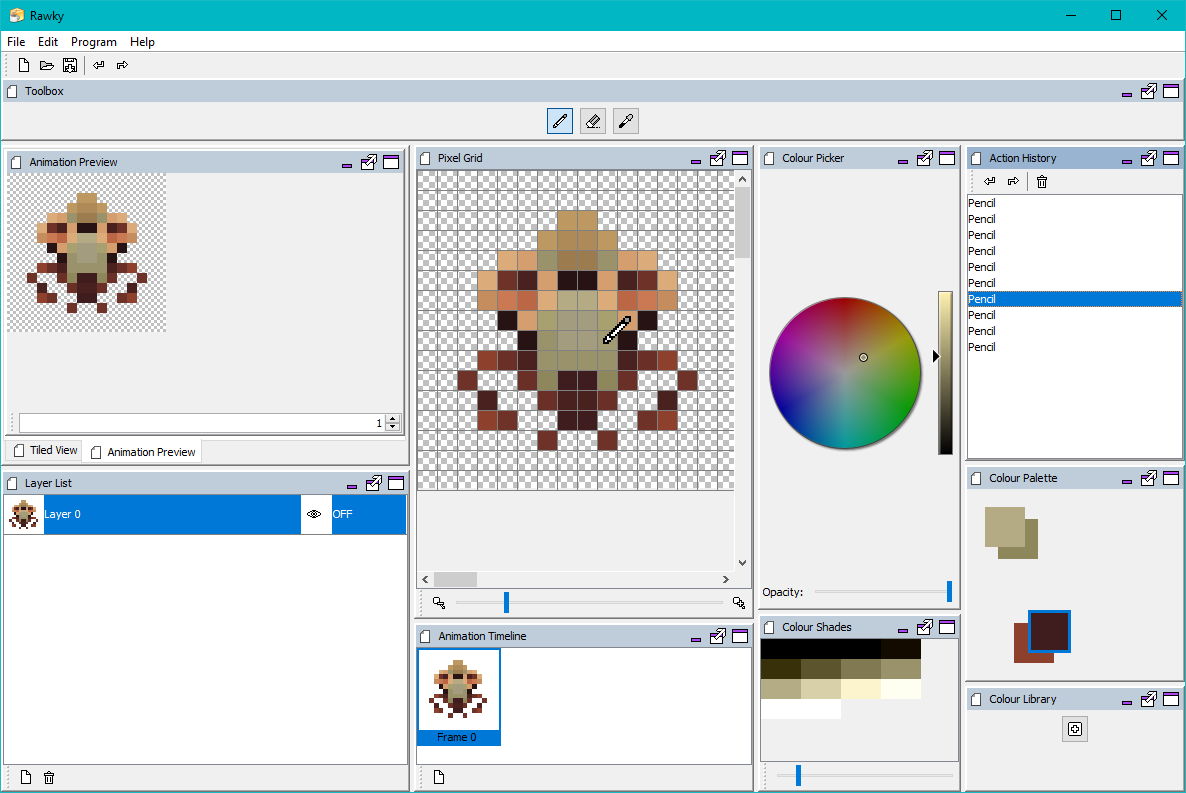 Rawky
File Edit Program Help
Toolbox
Animation Preview
1
Tiled View Animation Preview
Layer List
Layer 0 OFF
Pixel Grid
Animation Timeline
Frame 0
Colour Picker
Opacity:
Colour Shades
Action History
Pencil
Pencil
Pencil
Pencil
Pencil
Pencil
Pencil
Pencil
Pencil
Pencil
Colour Palette
Colour Library